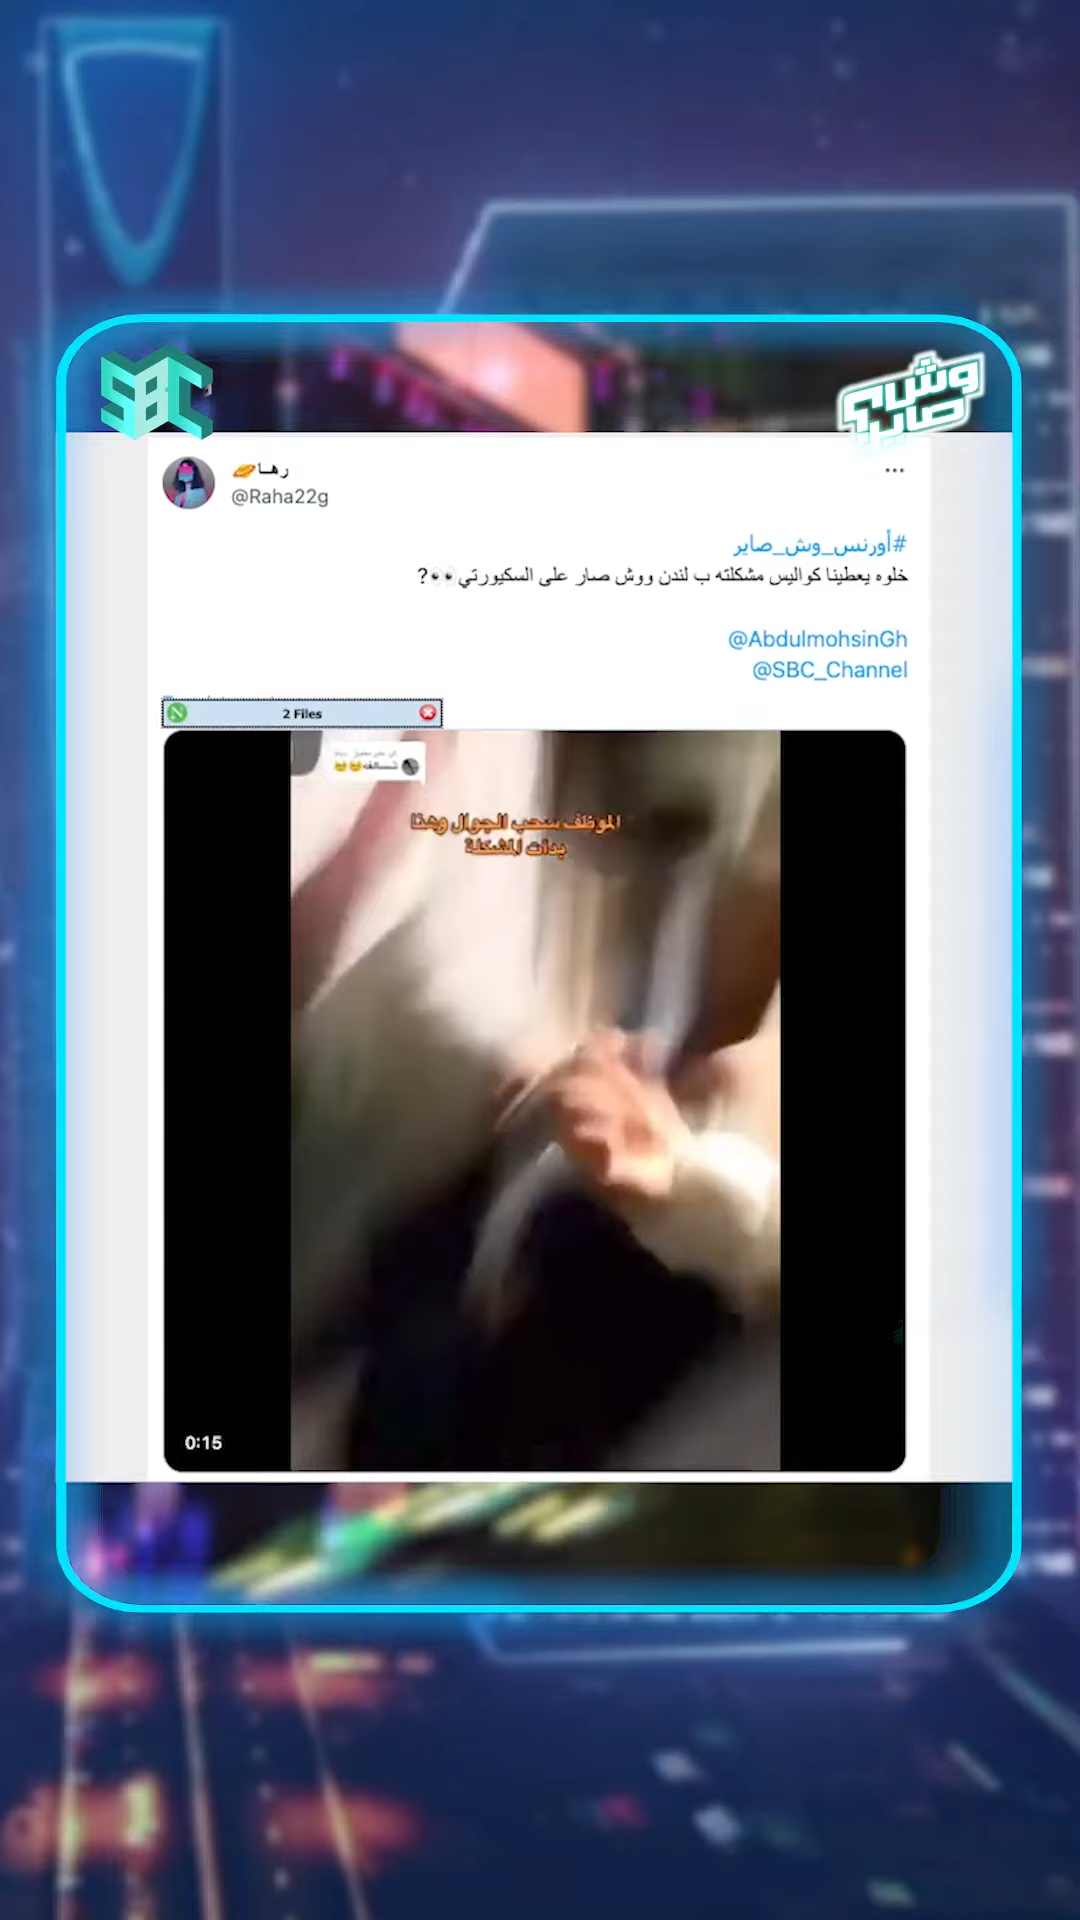 SBC
وش صاير؟
رهـا
@Raha22g
#أورنس_وش_صاير
خلوه يعطينا كواليس مشكلته ب لندن ووش صار على السكيورتي👀?
@AbdulmohsinGh
@SBC_Channel
2 Files
الموظف سحب الجوال وهنا
بدات المشكلة
0:15